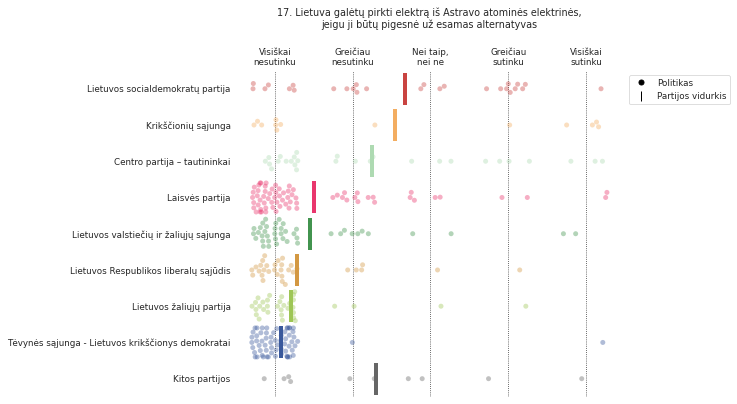 17. Lietuva galėtų pirkti elektrą iš Astravo atominės elektrinės,
jeigu ji būtų pigesnė už esamas alternatyvas
Visiškai nesutinku
Greičiau nesutinku
Nei taip, nei ne
Greičiau sutinku
Visiškai sutinku
Politikas
Partijos vidurkis
Lietuvos socialdemokratų partija
Krikščionių sąjunga
Centro partija – tautininkai
Laisvės partija
Lietuvos valstiečių ir žaliųjų sąjunga
Lietuvos Respublikos liberalų sąjūdis
Lietuvos žaliųjų partija
Tėvynės sąjunga - Lietuvos krikščionys demokratai
Kitos partijos